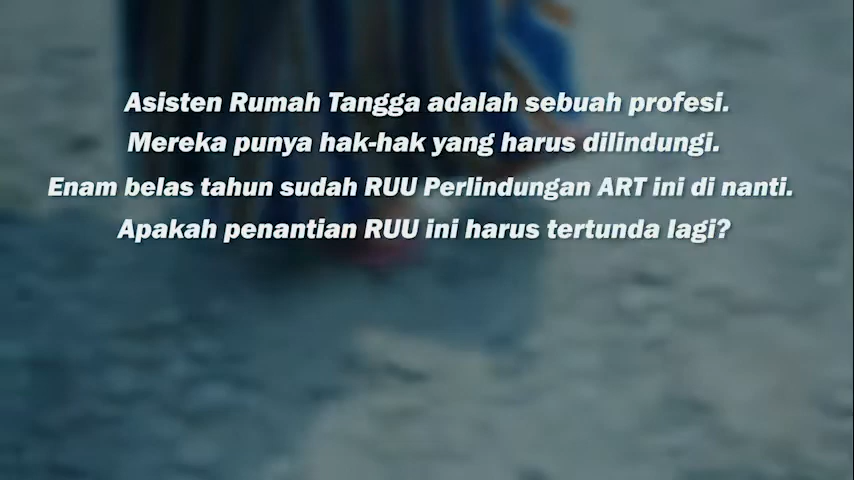 Asisten Rumah Tangga adalah sebuah profesi.
Mereka punya hak-hak yang harus dilindungi.
Enam belas tahun sudah RUU Perlindungan ART ini di nanti.
Apakah penantian RUU ini harus tertunda lagi?